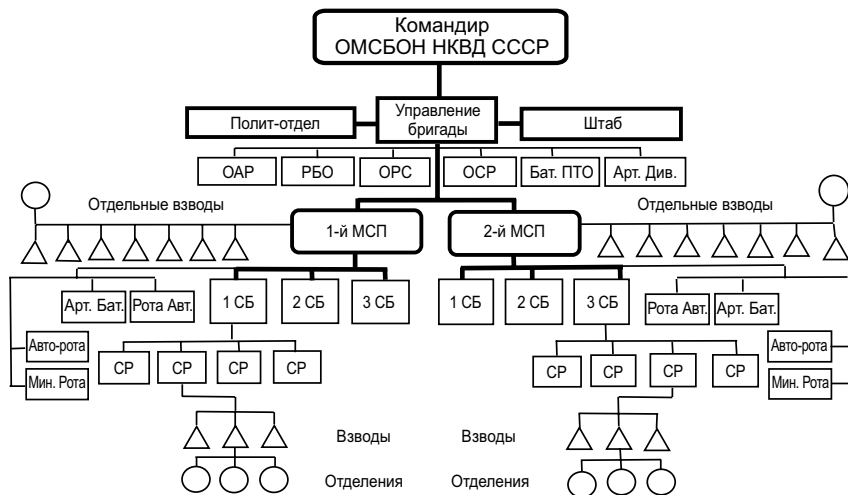 Командир
ОМСБОН НКВД СССР
Полит-отдел
Управление
бригады
Штаб
ОАР
РБО
ОРС
ОСР
Бат. ПТО
Арт. Див.
Отдельные взводы
Отдельные взводы
1-й МСП
2-й МСП
Арт. Бат.
Рота Авт.
1 СБ
2 СБ
3 СБ
1 СБ
2 СБ
3 СБ
Рота Авт.
Арт. Бат.
Авто-рота
СР
СР
СР
СР
СР
СР
СР
СР
Авто-рота
Мин. Рота
Мин. Рота
Взводы
Взводы
Отделения
Отделения